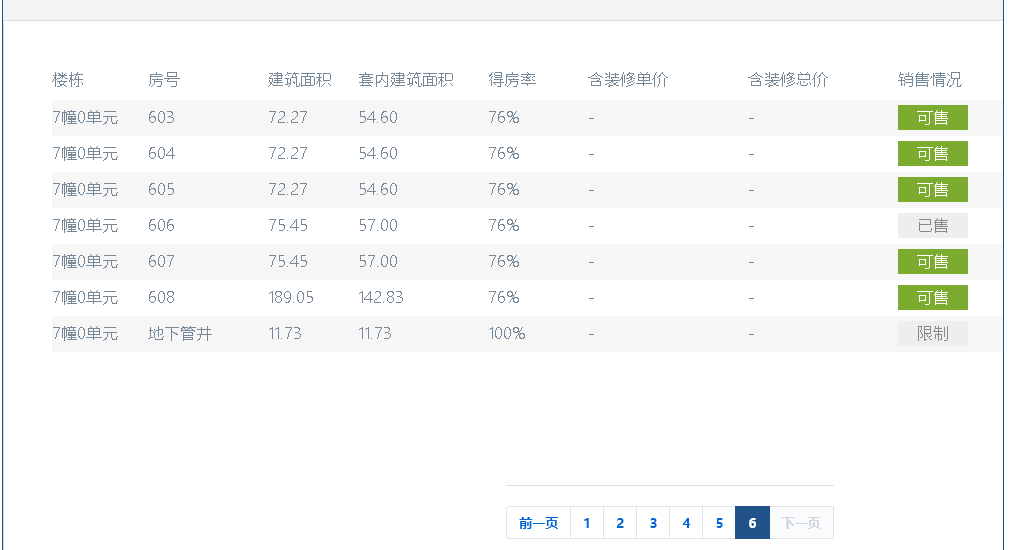 楼栋 房号 建筑面积 套内建筑面积 得房率 含装修单价 含装修总价 销售情况
7幢0单元 603 72.27 54.60 76% - - 可售
7幢0单元 604 72.27 54.60 76% - - 可售
7幢0单元 605 72.27 54.60 76% - - 可售
7幢0单元 606 75.45 57.00 76% - - 已售
7幢0单元 607 75.45 57.00 76% - - 可售
7幢0单元 608 189.05 142.83 76% - - 可售
7幢0单元 地下管井 11.73 11.73 100% - - 限制
前一页 1 2 3 4 5 6 下一页